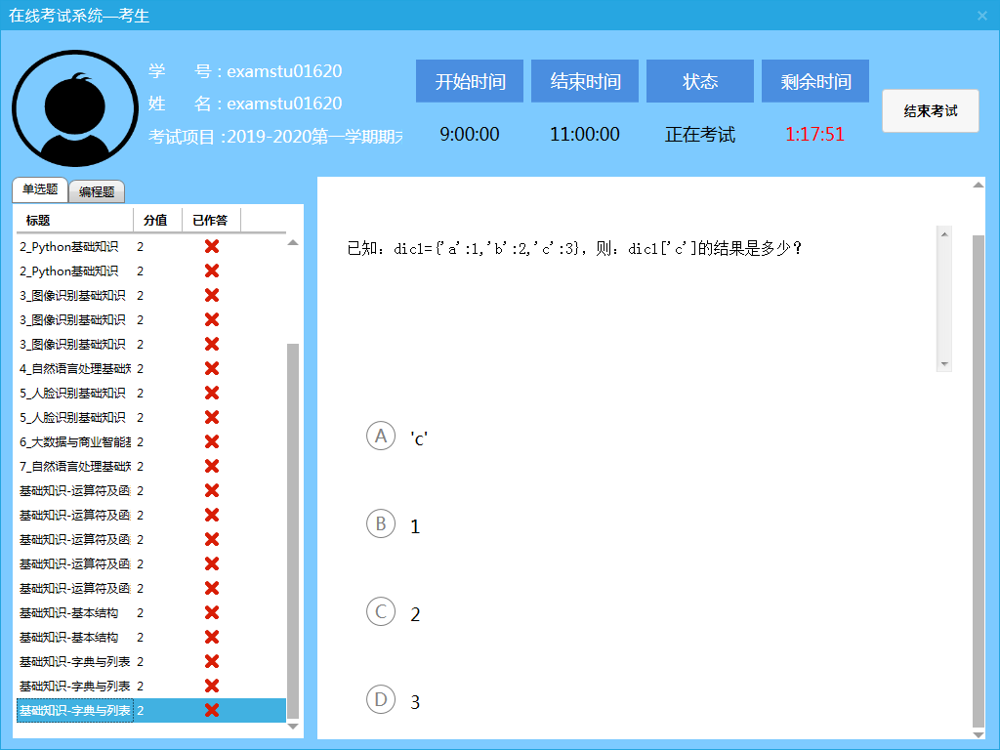 在线考试系统—考生
学 号 : examstu01620
姓 名 : examstu01620
考试项目 :2019-2020第一学期期
开始时间 结束时间 状态 剩余时间
9:00:00 11:00:00 正在考试 1:17:51
结束考试
单选题 编程题
标题 分值 已作答
2_Python基础知识 2
2_Python基础知识 2
3_图像识别基础知识 2
3_图像识别基础知识 2
3_图像识别基础知识 2
4_自然语言处理基础知 2
5_人脸识别基础知识 2
5_人脸识别基础知识 2
6_大数据与商业智能 2
7_自然语言处理基础知 2
基础知识-运算符及函 2
基础知识-运算符及函 2
基础知识-运算符及函 2
基础知识-运算符及函 2
基础知识-运算符及函 2
基础知识-基本结构 2
基础知识-基本结构 2
基础知识-字典与列表 2
基础知识-字典与列表 2
基础知识-字典与列表 2
已知：dic1={'a':1,'b':2,'c':3}，则：dic1['c']的结果是多少？
A 'c'
B 1
C 2
D 3